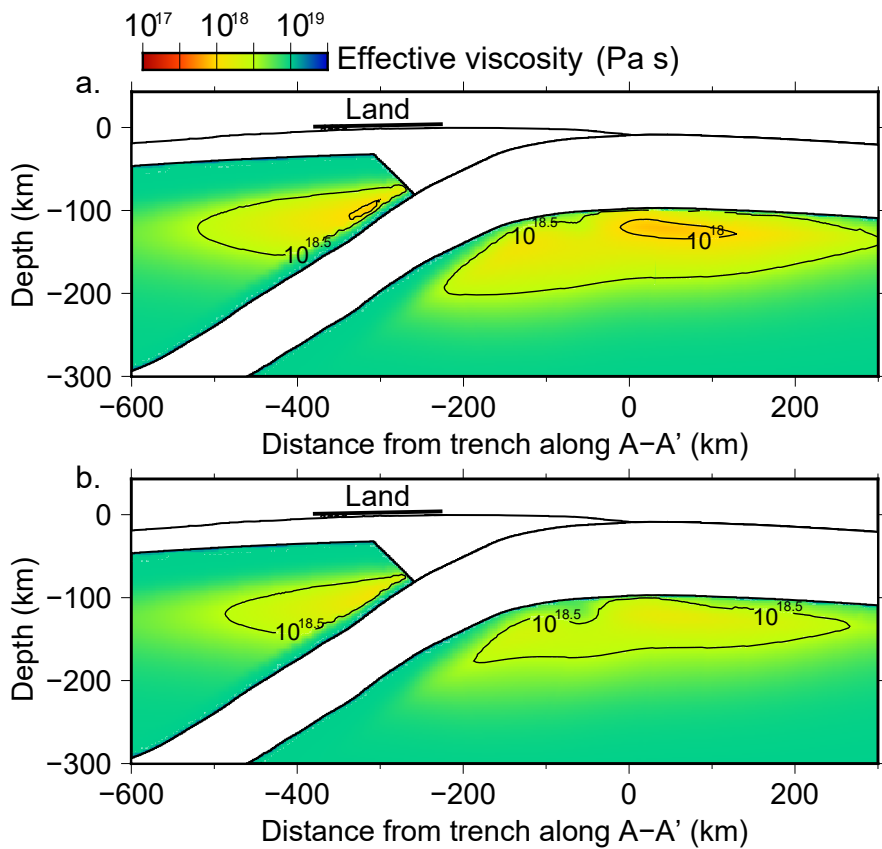 10^17 10^18 10^19
Effective viscosity (Pa s)
a.
Land
0
−100
−200
−300
Depth (km)
10^18.5
10^18.5
10^18
−600 −400 −200 0 200
Distance from trench along A−A’ (km)
b.
Land
0
−100
−200
−300
Depth (km)
10^18.5
10^18.5
10^18.5
−600 −400 −200 0 200
Distance from trench along A−A’ (km)